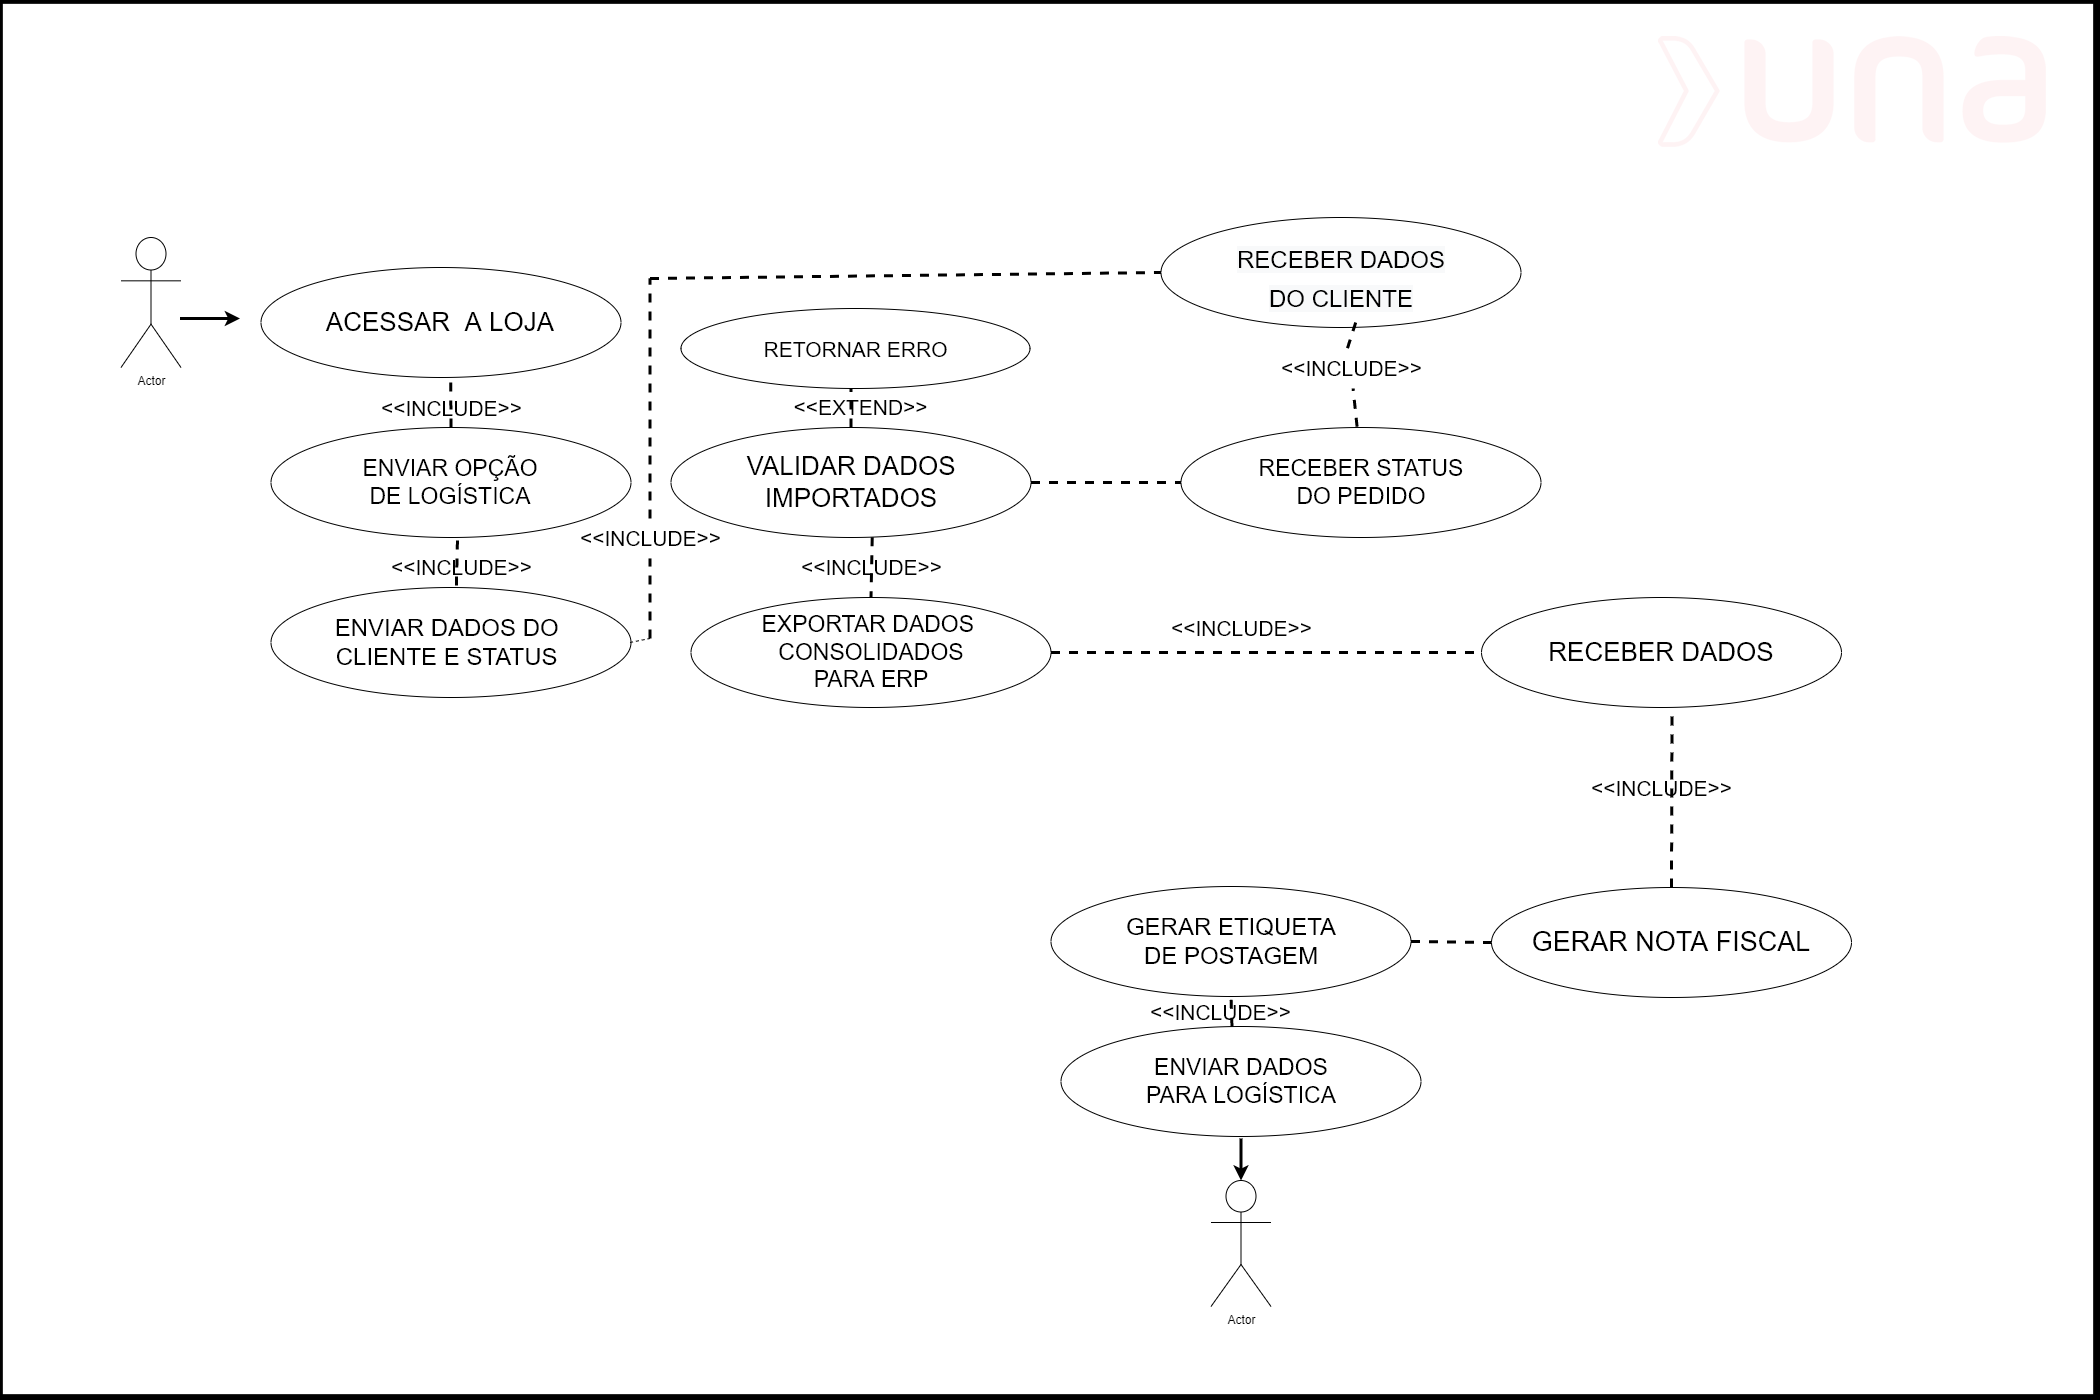 una
RECEBER DADOS
DO CLIENTE
ACESSAR A LOJA
RETORNAR ERRO
Actor
<<INCLUDE>>
<<INCLUDE>>
<<EXTEND>>
ENVIAR OPÇÃO
DE LOGÍSTICA
VALIDAR DADOS
IMPORTADOS
RECEBER STATUS
DO PEDIDO
<<INCLUDE>>
<<INCLUDE>>
<<INCLUDE>>
ENVIAR DADOS DO
CLIENTE E STATUS
EXPORTAR DADOS
CONSOLIDADOS
PARA ERP
<<INCLUDE>>
RECEBER DADOS
<<INCLUDE>>
GERAR ETIQUETA
DE POSTAGEM
GERAR NOTA FISCAL
<<INCLUDE>>
ENVIAR DADOS
PARA LOGÍSTICA
Actor